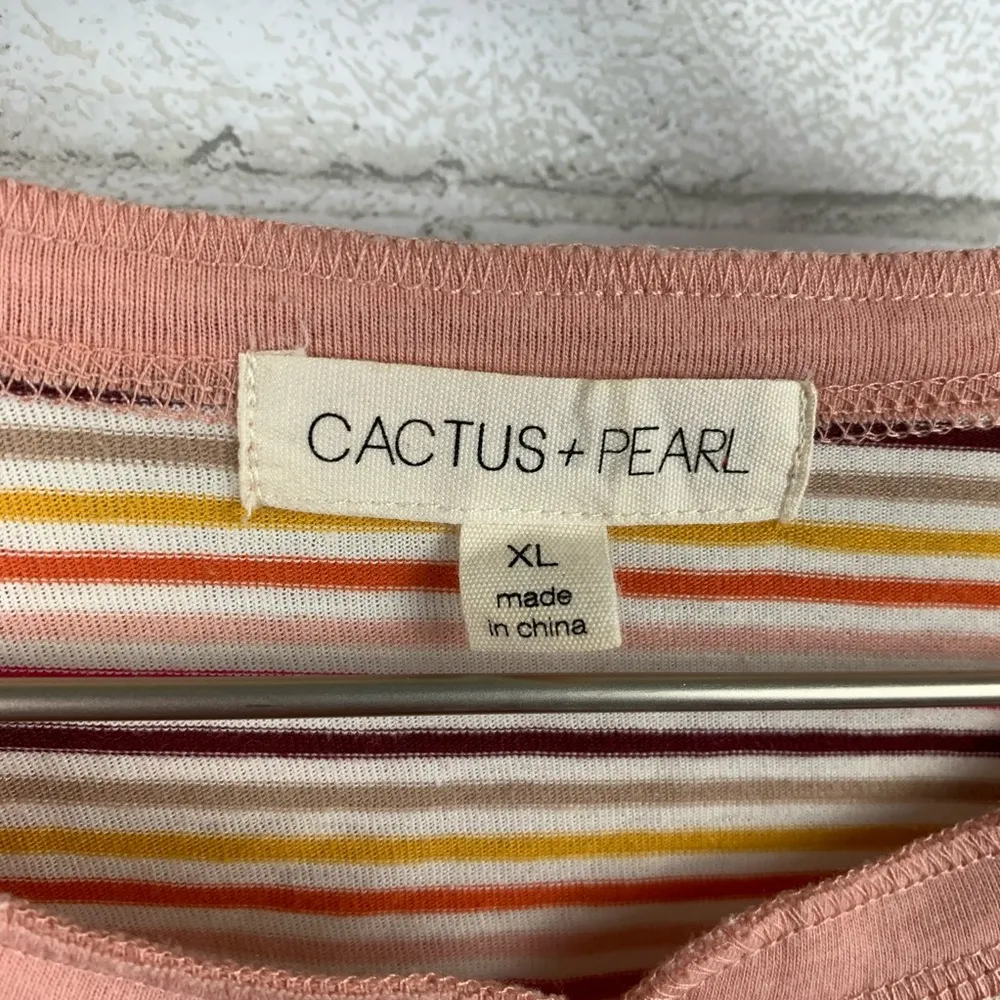 CACTUS + PEARL
XL
made
in china